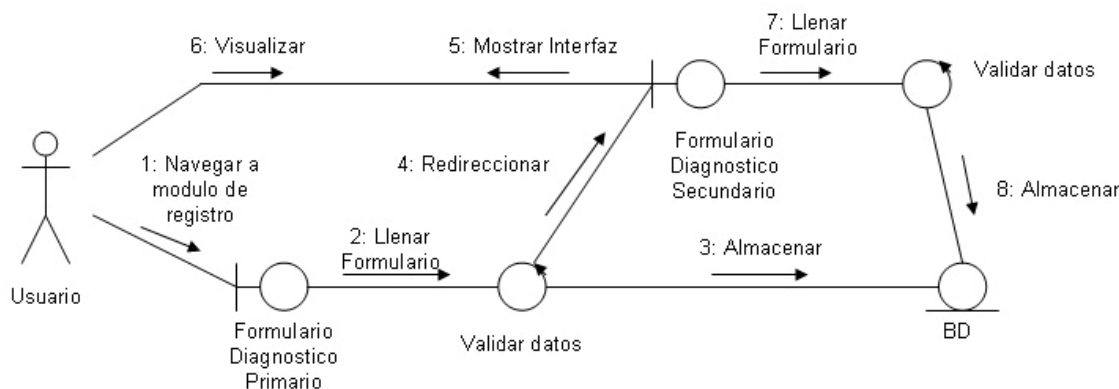 7: Llenar
Formulario
6: Visualizar
5: Mostrar Interfaz
Validar datos
1: Navegar a
modulo de
registro
4: Redireccionar
Formulario
Diagnostico
Secundario
8: Almacenar
2: Llenar
Formulario
3: Almacenar
Usuario
Formulario
Diagnostico
Primario
Validar datos
BD